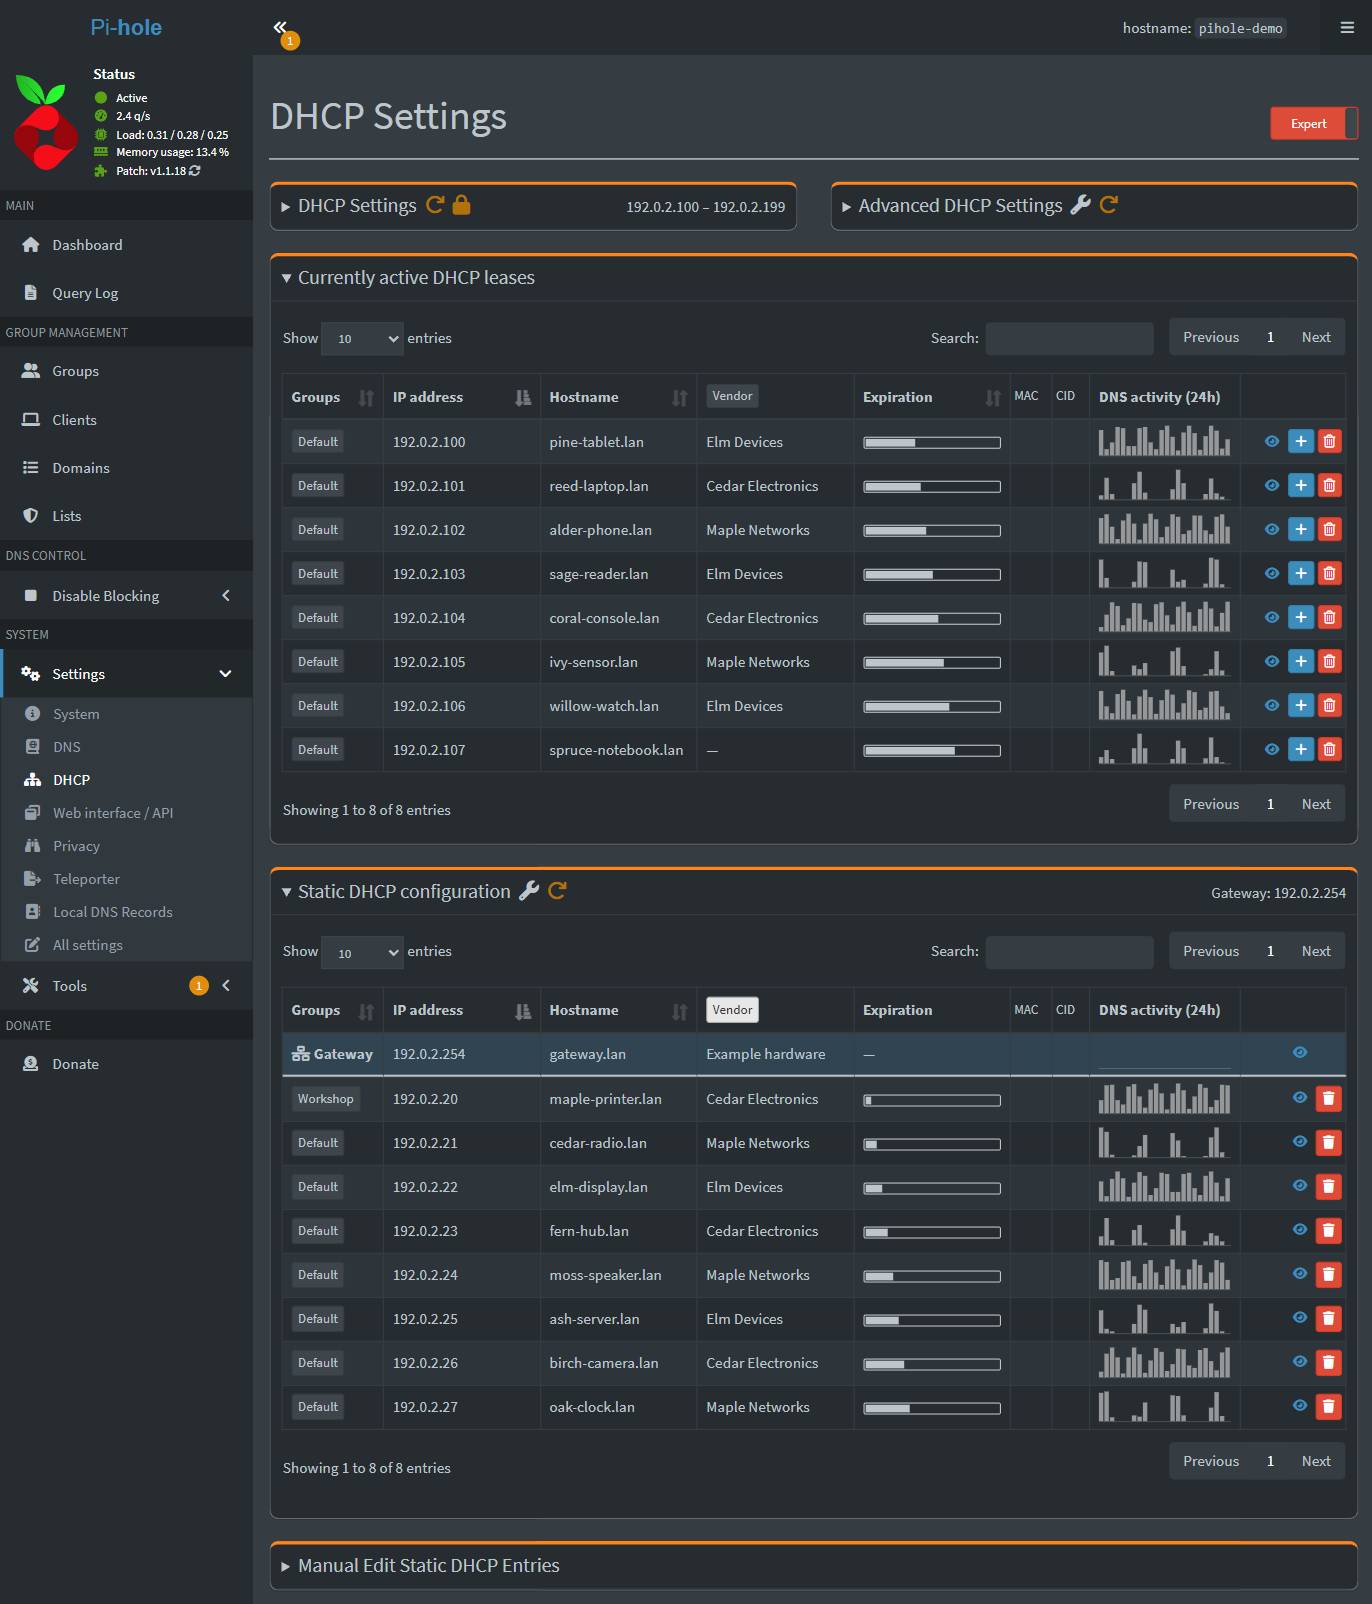 Pi-hole
1
hostname: pihole-demo
Status
Active
2.4 q/s
Load: 0.31 / 0.28 / 0.25
Memory usage: 13.4 %
Patch: v1.1.18
MAIN
Dashboard
Query Log
GROUP MANAGEMENT
Groups
Clients
Domains
Lists
DNS CONTROL
Disable Blocking
SYSTEM
Settings
System
DNS
DHCP
Web interface / API
Privacy
Teleporter
Local DNS Records
All settings
Tools 1
DONATE
Donate
DHCP Settings
Expert
DHCP Settings 192.0.2.100 – 192.0.2.199
Advanced DHCP Settings
Currently active DHCP leases
Show 10 entries Search: Previous 1 Next
Groups IP address Hostname Vendor Expiration MAC CID DNS activity (24h)
Default 192.0.2.100 pine-tablet.lan Elm Devices
Default 192.0.2.101 reed-laptop.lan Cedar Electronics
Default 192.0.2.102 alder-phone.lan Maple Networks
Default 192.0.2.103 sage-reader.lan Elm Devices
Default 192.0.2.104 coral-console.lan Cedar Electronics
Default 192.0.2.105 ivy-sensor.lan Maple Networks
Default 192.0.2.106 willow-watch.lan Elm Devices
Default 192.0.2.107 spruce-notebook.lan —
Showing 1 to 8 of 8 entries Previous 1 Next
Static DHCP configuration Gateway: 192.0.2.254
Show 10 entries Search: Previous 1 Next
Groups IP address Hostname Vendor Expiration MAC CID DNS activity (24h)
Gateway 192.0.2.254 gateway.lan Example hardware —
Workshop 192.0.2.20 maple-printer.lan Cedar Electronics
Default 192.0.2.21 cedar-radio.lan Maple Networks
Default 192.0.2.22 elm-display.lan Elm Devices
Default 192.0.2.23 fern-hub.lan Cedar Electronics
Default 192.0.2.24 moss-speaker.lan Maple Networks
Default 192.0.2.25 ash-server.lan Elm Devices
Default 192.0.2.26 birch-camera.lan Cedar Electronics
Default 192.0.2.27 oak-clock.lan Maple Networks
Showing 1 to 8 of 8 entries Previous 1 Next
Manual Edit Static DHCP Entries